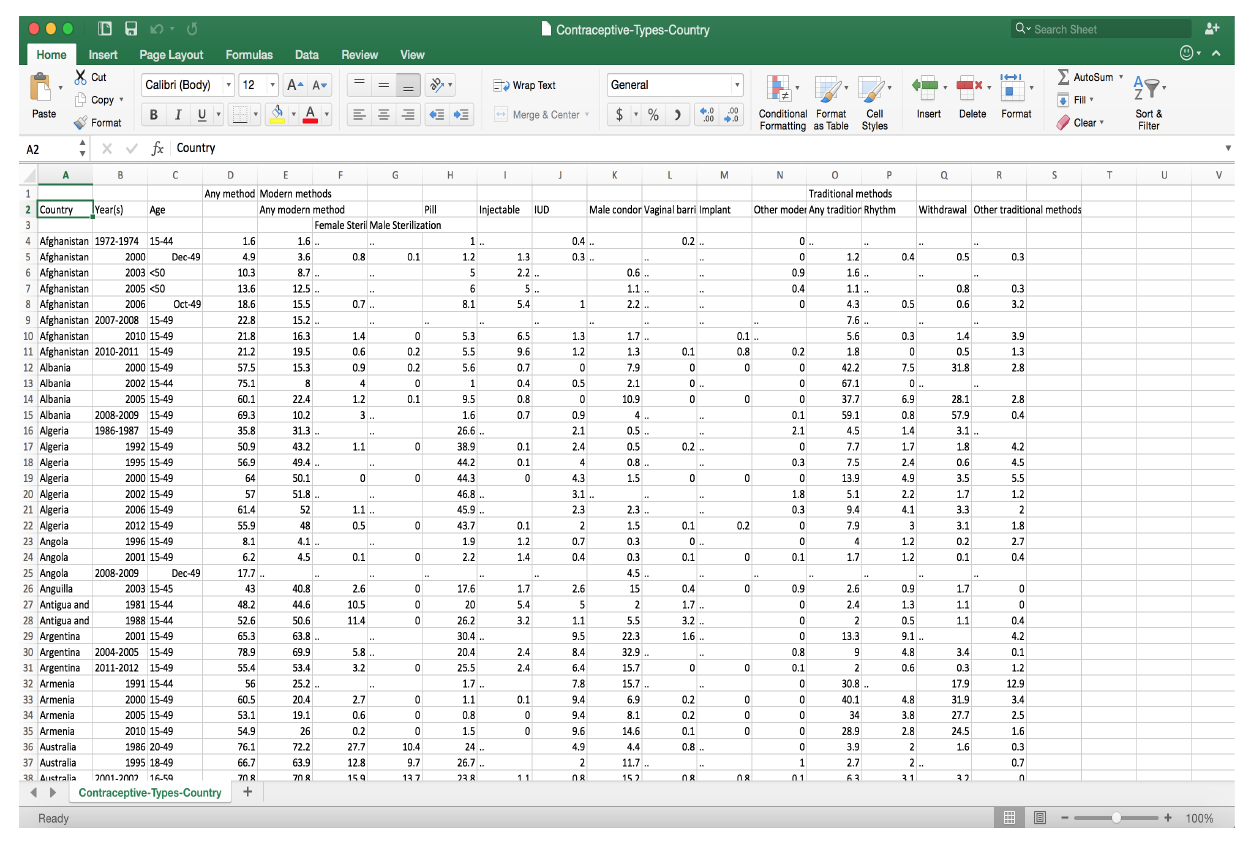 Contraceptive-Types-Country
Search Sheet
Home Insert Page Layout Formulas Data Review View
Paste Cut Copy Format
Calibri (Body) 12
B I U
Wrap Text
Merge & Center
General
$ % )
Conditional Formatting Format as Table Cell Styles
Insert Delete Format
AutoSum Fill Clear
Sort & Filter
A2 fx Country
A B C D E F G H I J K L M N O P Q R S T U V
1 Any method Modern methods Traditional methods
2 Country Year(s) Age Any modern method Pill Injectable IUD Male condor Vaginal barri Implant Other moder Any traditior Rhythm Withdrawal Other traditional methods
3 Female Steril Male Sterilization
4 Afghanistan 1972-1974 15-44 1.6 1.6 .. .. 1 .. 0.4 .. 0.2 .. 0 .. .. .. ..
5 Afghanistan 2000 Dec-49 4.9 3.6 0.8 0.1 1.2 1.3 0.3 .. .. .. 0 1.2 0.4 0.5 0.3
6 Afghanistan 2003 <50 10.3 8.7 .. .. 5 2.2 .. 0.6 .. .. 0.9 1.6 .. .. ..
7 Afghanistan 2005 <50 13.6 12.5 .. .. 6 5 .. 1.1 .. .. 0.4 1.1 .. 0.8 0.3
8 Afghanistan 2006 Oct-49 18.6 15.5 0.7 .. 8.1 5.4 1 2.2 .. .. 0 4.3 0.5 0.6 3.2
9 Afghanistan 2007-2008 15-49 22.8 15.2 .. .. .. .. .. .. .. .. .. 7.6 .. .. ..
10 Afghanistan 2010 15-49 21.8 16.3 1.4 0 5.3 6.5 1.3 1.7 .. 0.1 .. 5.6 0.3 1.4 3.9
11 Afghanistan 2010-2011 15-49 21.2 19.5 0.6 0.2 5.5 9.6 1.2 1.3 0.1 0.8 0.2 1.8 0 0.5 1.3
12 Albania 2000 15-49 57.5 15.3 0.9 0.2 5.6 0.7 0 7.9 0 0 0 42.2 7.5 31.8 2.8
13 Albania 2002 15-44 75.1 8 4 0 1 0.4 0.5 2.1 0 .. 0 67.1 0 .. ..
14 Albania 2005 15-49 60.1 22.4 1.2 0.1 9.5 0.8 0 10.9 0 0 0 37.7 6.9 28.1 2.8
15 Albania 2008-2009 15-49 69.3 10.2 3 .. 1.6 0.7 0.9 4 .. .. 0.1 59.1 0.8 57.9 0.4
16 Algeria 1986-1987 15-49 35.8 31.3 .. .. 26.6 .. 2.1 0.5 .. .. 2.1 4.5 1.4 3.1 ..
17 Algeria 1992 15-49 50.9 43.2 1.1 0 38.9 0.1 2.4 0.5 0.2 .. 0 7.7 1.7 1.8 4.2
18 Algeria 1995 15-49 56.9 49.4 .. .. 44.2 0.1 4 0.8 .. .. 0.3 7.5 2.4 0.6 4.5
19 Algeria 2000 15-49 64 50.1 0 0 44.3 0 4.3 1.5 0 0 0 13.9 4.9 3.5 5.5
20 Algeria 2002 15-49 57 51.8 .. .. 46.8 .. 3.1 .. .. .. 1.8 5.1 2.2 1.7 1.2
21 Algeria 2006 15-49 61.4 52 1.1 .. 45.9 .. 2.3 2.3 .. .. 0.3 9.4 4.1 3.3 2
22 Algeria 2012 15-49 55.9 48 0.5 0 43.7 0.1 2 1.5 0.1 0.2 0 7.9 3 3.1 1.8
23 Angola 1996 15-49 8.1 4.1 .. .. 1.9 1.2 0.7 0.3 0 .. 0 4 1.2 0.2 2.7
24 Angola 2001 15-49 6.2 4.5 0.1 0 2.2 1.4 0.4 0.3 0.1 0 0.1 1.7 1.2 0.1 0.4
25 Angola 2008-2009 Dec-49 17.7 .. .. .. .. .. .. 4.5 .. .. .. .. .. .. ..
26 Anguilla 2003 15-45 43 40.8 2.6 0 17.6 1.7 2.6 15 0.4 0 0.9 2.6 0.9 1.7 0
27 Antigua and 1981 15-44 48.2 44.6 10.5 0 20 5.4 5 2 1.7 .. 0 2.4 1.3 1.1 0
28 Antigua and 1988 15-44 52.6 50.6 11.4 0 26.2 3.2 1.1 5.5 3.2 .. 0 2 0.5 1.1 0.4
29 Argentina 2001 15-49 65.3 63.8 .. .. 30.4 .. 9.5 22.3 1.6 .. 0 13.3 9.1 .. 4.2
30 Argentina 2004-2005 15-49 78.9 69.9 5.8 .. 20.4 2.4 8.4 32.9 .. .. 0.8 9 4.8 3.4 0.1
31 Argentina 2011-2012 15-49 55.4 53.4 3.2 0 25.5 2.4 6.4 15.7 0 0 0.1 2 0.6 0.3 1.2
32 Armenia 1991 15-44 56 25.2 .. .. 1.7 .. 7.8 15.7 .. .. 0 30.8 .. 17.9 12.9
33 Armenia 2000 15-49 60.5 20.4 2.7 0 1.1 0.1 9.4 6.9 0.2 0 0 40.1 4.8 31.9 3.4
34 Armenia 2005 15-49 53.1 19.1 0.6 0 0.8 0 9.4 8.1 0.2 0 0 34 3.8 27.7 2.5
35 Armenia 2010 15-49 54.9 26 0.2 0 1.5 0 9.6 14.6 0.1 0 0 28.9 2.8 24.5 1.6
36 Australia 1986 20-49 76.1 72.2 27.7 10.4 24 .. 4.9 4.4 0.8 .. 0 3.9 2 1.6 0.3
37 Australia 1995 18-49 66.7 63.9 12.8 9.7 26.7 .. 2 11.7 .. .. 1 2.7 2 .. 0.7
38 Australia 2001-2002 16-59 70.8 70.8 15.9 13.7 23.8 1.1 0.8 15.2 0.8 0.8 0.1 6.3 3.1 3.2 0
Contraceptive-Types-Country +
Ready 100%